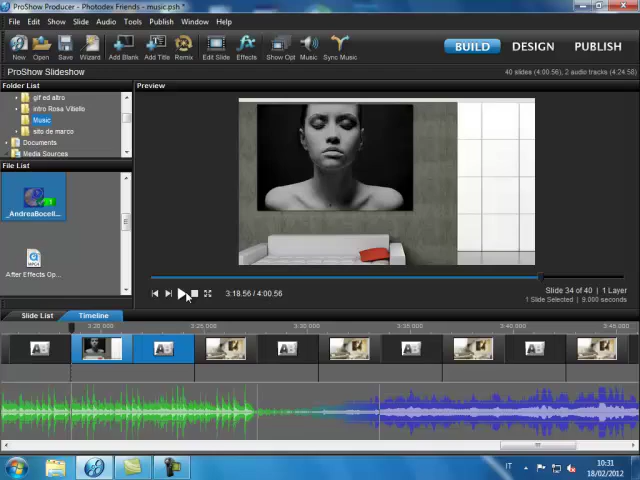 ProShow Producer - Photodex Friends - music.psh *
File Edit Show Slide Audio Tools Publish Window Help
New Open Save Wizard Add Blank Add Title Remix Edit Slide Effects Show Opt Music Sync Music
BUILD DESIGN PUBLISH
ProShow Slideshow
40 slides (4:00.56), 2 audio tracks (4:24.58)
Folder List
gif ed altro
intro Rosa Vitiello
Music
sito de marco
Documents
Media Sources
File List
1
_AndreaBocell...
MPEG
After Effects Op...
Preview
3:18.56 / 4:00.56
Slide 34 of 40 | 1 Layer
1 Slide Selected | 9,000 seconds
Slide List Timeline
3:20.000 3:25.000 3:30.000 3:35.000 3:40.000 3:45.000
IT
10:31
18/02/2012